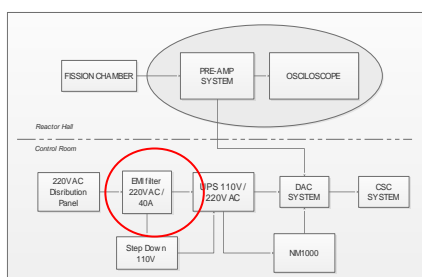 FISSION CHAMBER
PRE-AMP
SYSTEM
OSCILOSCOPE
Reactor Hall
Control Room
220VAC
Disribution
Panel
EMI filter
220VAC /
40A
UPS 110V /
220V AC
DAC
SYSTEM
CSC
SYSTEM
Step Down
110V
NM1000